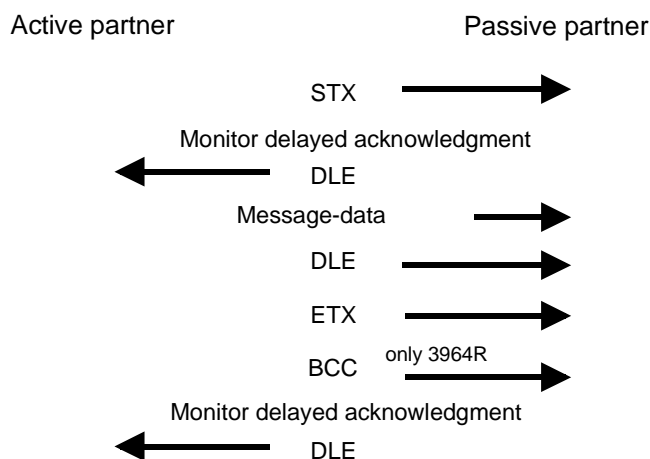 Active partner Passive partner
STX
Monitor delayed acknowledgment
DLE
Message-data
DLE
ETX
BCC only 3964R
Monitor delayed acknowledgment
DLE